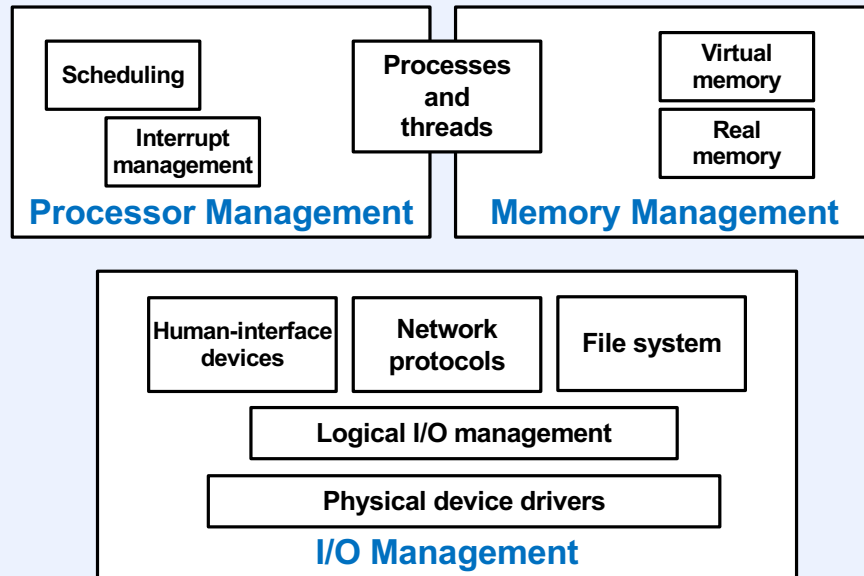 Scheduling
Interrupt
management
Processor Management
Processes
and
threads
Virtual
memory
Real
memory
Memory Management
Human-interface
devices
Network
protocols
File system
Logical I/O management
Physical device drivers
I/O Management